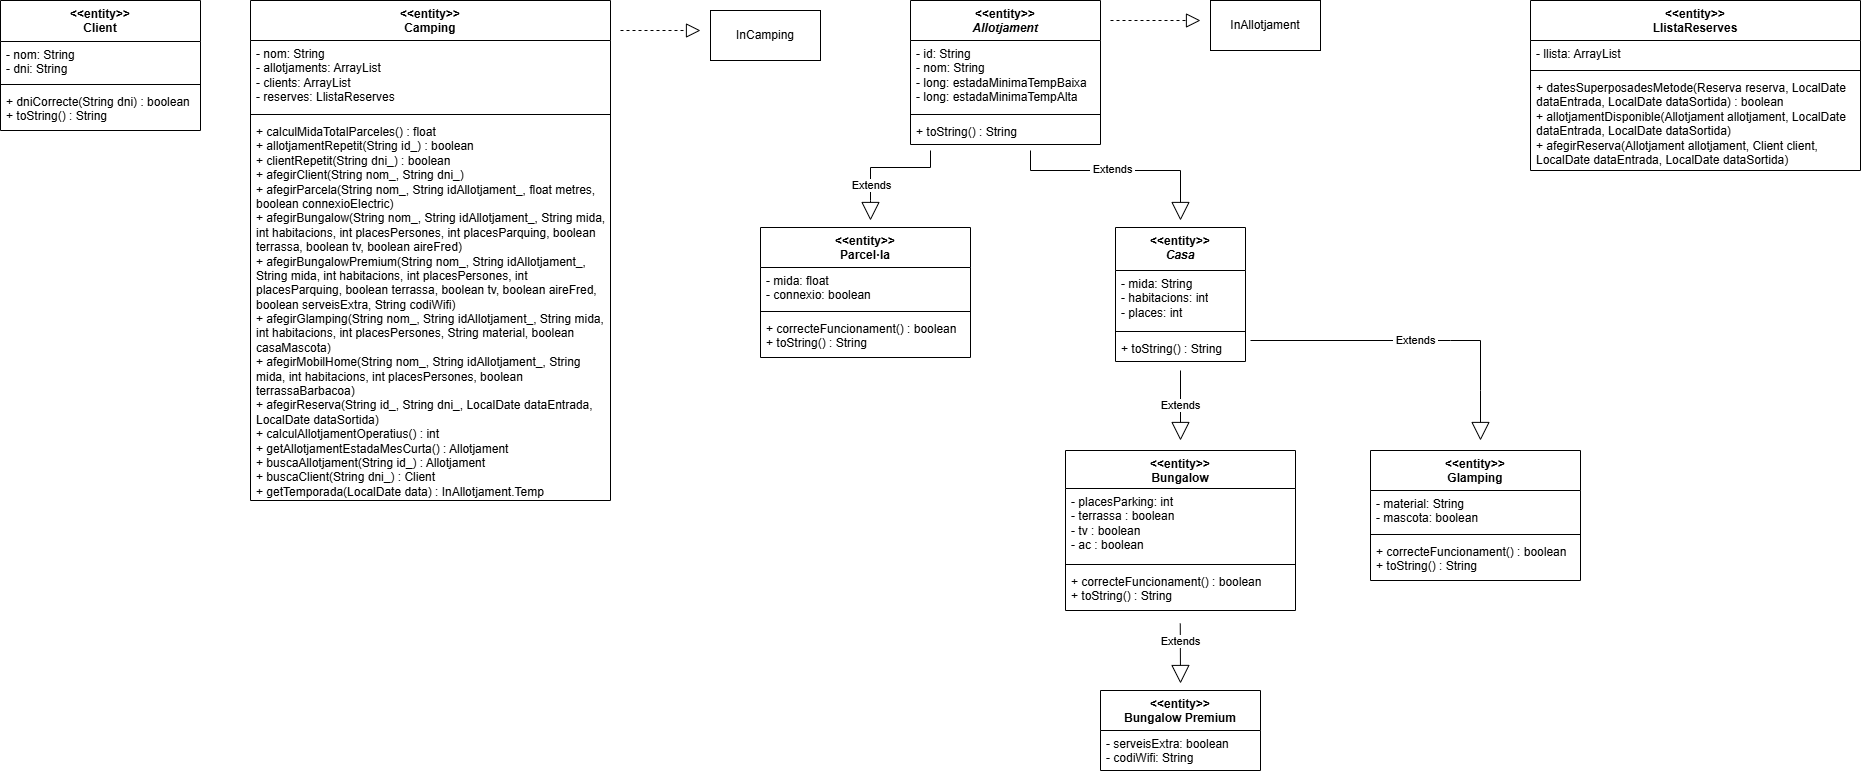 <<entity>>
Client
- nom: String
- dni: String
+ dniCorrecte(String dni) : boolean
+ toString() : String
<<entity>>
Camping
- nom: String
- allotjaments: ArrayList
- clients: ArrayList
- reserves: LlistaReserves
+ calculMidaTotalParceles() : float
+ allotjamentRepetit(String id_) : boolean
+ clientRepetit(String dni_) : boolean
+ afegirClient(String nom_, String dni_)
+ afegirParcela(String nom_, String idAllotjament_, float metres,
boolean connexioElectric)
+ afegirBungalow(String nom_, String idAllotjament_, String mida,
int habitacions, int placesPersones, int placesParquing, boolean
terrassa, boolean tv, boolean aireFred)
+ afegirBungalowPremium(String nom_, String idAllotjament_,
String mida, int habitacions, int placesPersones, int
placesParquing, boolean terrassa, boolean tv, boolean aireFred,
boolean serveisExtra, String codiWifi)
+ afegirGlamping(String nom_, String idAllotjament_, String mida,
int habitacions, int placesPersones, String material, boolean
casaMascota)
+ afegirMobilHome(String nom_, String idAllotjament_, String
mida, int habitacions, int placesPersones, boolean
terrassaBarbacoa)
+ afegirReserva(String id_, String dni_, LocalDate dataEntrada,
LocalDate dataSortida)
+ calculAllotjamentOperatius() : int
+ getAllotjamentEstadaMesCurta() : Allotjament
+ buscaAllotjament(String id_) : Allotjament
+ buscaClient(String dni_) : Client
+ getTemporada(LocalDate data) : InAllotjament.Temp
InCamping
<<entity>>
Allotjament
- id: String
- nom: String
- long: estadaMinimaTempBaixa
- long: estadaMinimaTempAlta
+ toString() : String
InAllotjament
<<entity>>
LlistaReserves
- llista: ArrayList
+ datesSuperposadesMetode(Reserva reserva, LocalDate
dataEntrada, LocalDate dataSortida) : boolean
+ allotjamentDisponible(Allotjament allotjament, LocalDate
dataEntrada, LocalDate dataSortida)
+ afegirReserva(Allotjament allotjament, Client client,
LocalDate dataEntrada, LocalDate dataSortida)
Extends
Extends
<<entity>>
Parcel·la
- mida: float
- connexio: boolean
+ correcteFuncionament() : boolean
+ toString() : String
<<entity>>
Casa
- mida: String
- habitacions: int
- places: int
+ toString() : String
Extends
Extends
<<entity>>
Bungalow
- placesParking: int
- terrassa : boolean
- tv : boolean
- ac : boolean
+ correcteFuncionament() : boolean
+ toString() : String
<<entity>>
Glamping
- material: String
- mascota: boolean
+ correcteFuncionament() : boolean
+ toString() : String
Extends
<<entity>>
Bungalow Premium
- serveisExtra: boolean
- codiWifi: String